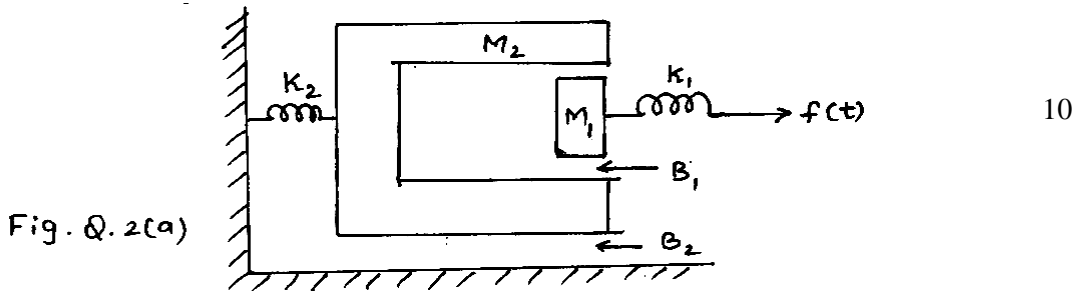 M₂
K₂
K₁
M₁
f(t)
10
B₁
Fig. Q. 2(a)
B₂